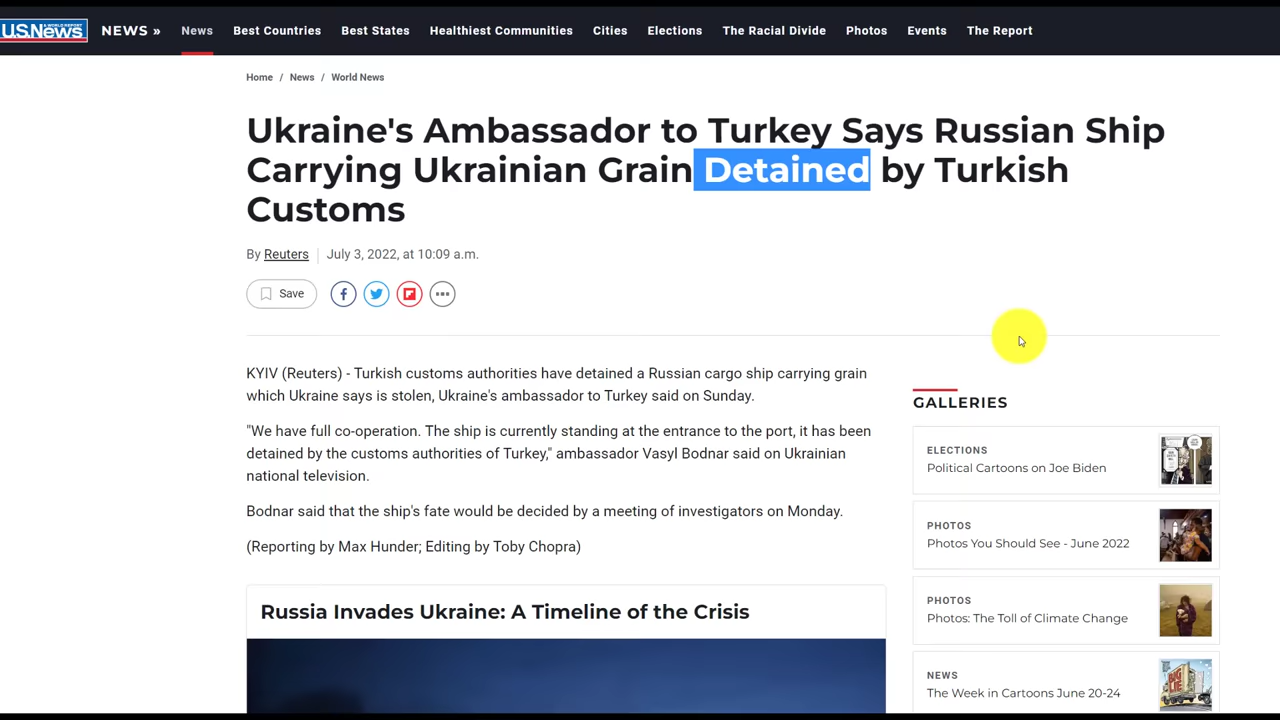 U.S.News
& WORLD REPORT
NEWS »
News
Best Countries
Best States
Healthiest Communities
Cities
Elections
The Racial Divide
Photos
Events
The Report
Home / News / World News
Ukraine's Ambassador to Turkey Says Russian Ship
Carrying Ukrainian Grain Detained by Turkish
Customs
By Reuters | July 3, 2022, at 10:09 a.m.
Save
KYIV (Reuters) - Turkish customs authorities have detained a Russian cargo ship carrying grain
which Ukraine says is stolen, Ukraine's ambassador to Turkey said on Sunday.
"We have full co-operation. The ship is currently standing at the entrance to the port, it has been
detained by the customs authorities of Turkey," ambassador Vasyl Bodnar said on Ukrainian
national television.
Bodnar said that the ship's fate would be decided by a meeting of investigators on Monday.
(Reporting by Max Hunder; Editing by Toby Chopra)
Russia Invades Ukraine: A Timeline of the Crisis
GALLERIES
ELECTIONS
Political Cartoons on Joe Biden
PHOTOS
Photos You Should See - June 2022
PHOTOS
Photos: The Toll of Climate Change
NEWS
The Week in Cartoons June 20-24